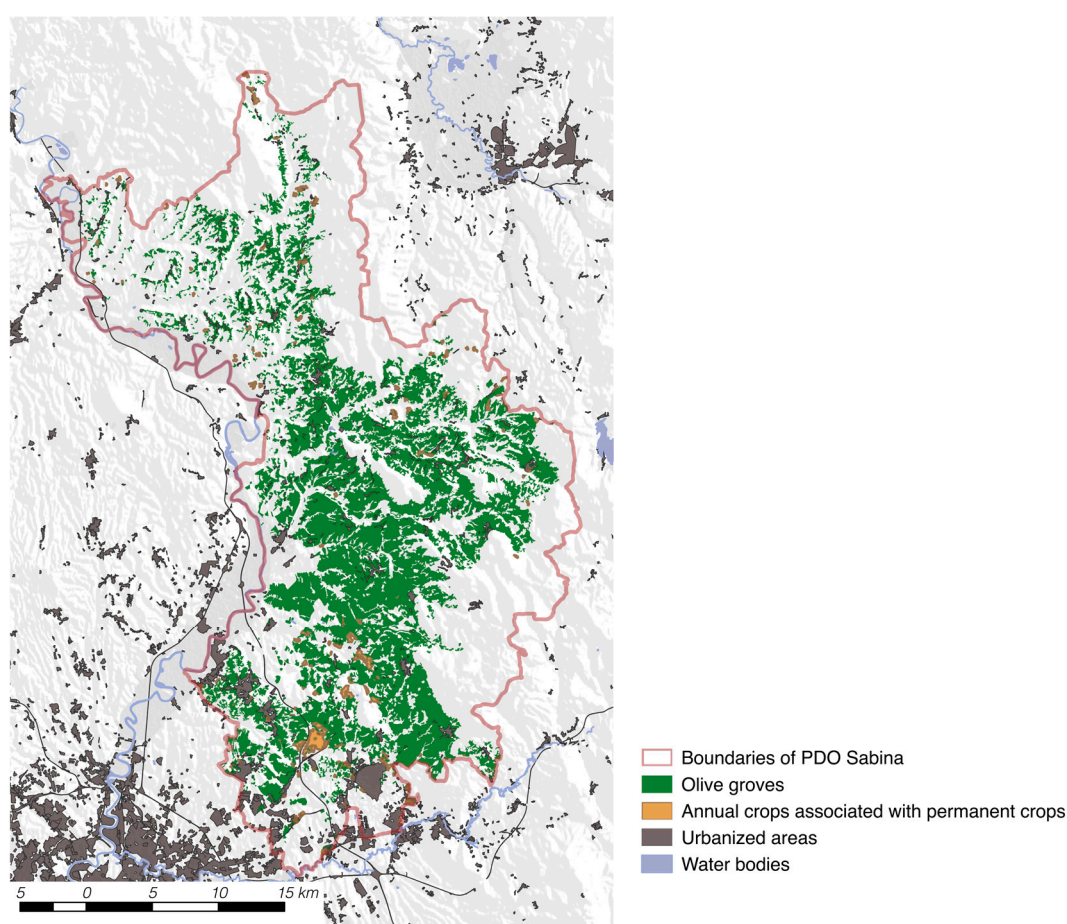 Boundaries of PDO Sabina
Olive groves
Annual crops associated with permanent crops
Urbanized areas
Water bodies
5 0 5 10 15 km